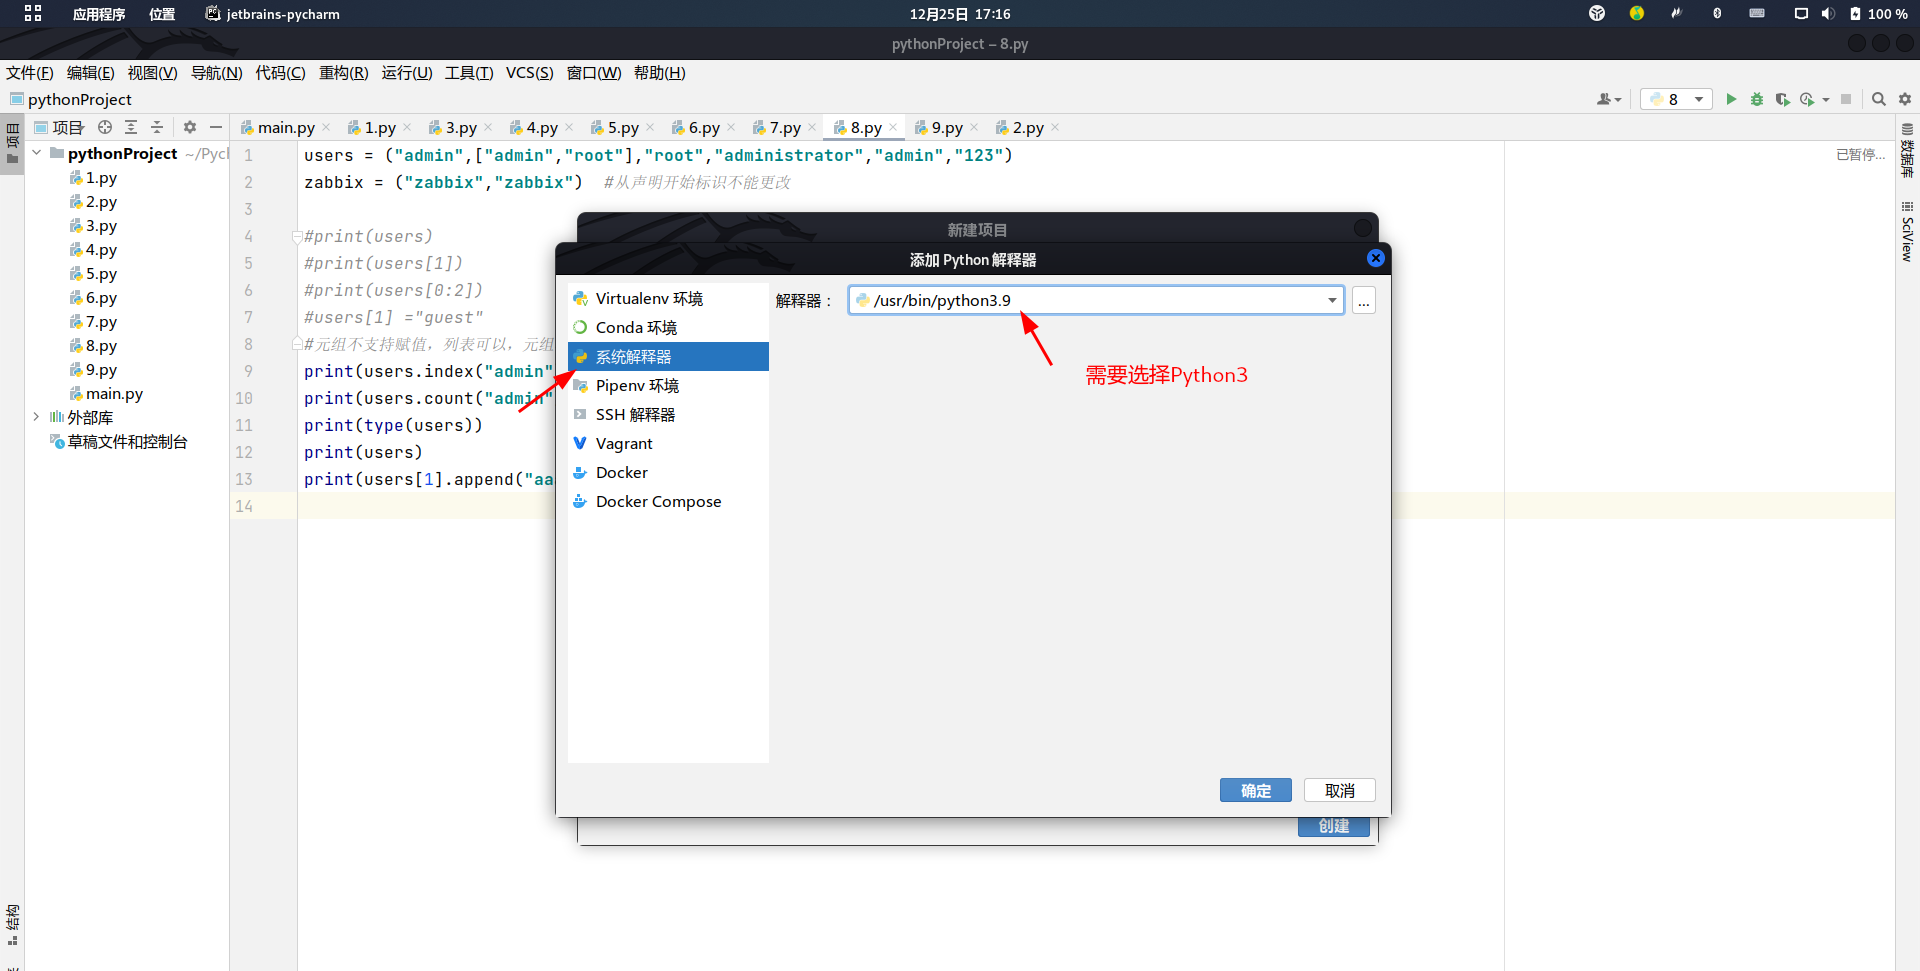 应用程序 位置 jetbrains-pycharm 12月25日 17:16 100 %
pythonProject – 8.py
文件(F) 编辑(E) 视图(V) 导航(N) 代码(C) 重构(R) 运行(U) 工具(T) VCS(S) 窗口(W) 帮助(H)
pythonProject 8
项目 main.py 1.py 3.py 4.py 5.py 6.py 7.py 8.py 9.py 2.py
项目
pythonProject ~/Pycl
1.py
2.py
3.py
4.py
5.py
6.py
7.py
8.py
9.py
main.py
外部库
草稿文件和控制台
结构
1 users = ("admin",["admin","root"],"root","administrator","admin","123")
2 zabbix = ("zabbix","zabbix") #从声明开始标识不能更改
3
4 #print(users)
5 #print(users[1])
6 #print(users[0:2])
7 #users[1] ="guest"
8 #元组不支持赋值，列表可以，元组
9 print(users.index("admin"
10 print(users.count("admin"
11 print(type(users))
12 print(users)
13 print(users[1].append("aa
14
已暂停...
数据库
SciView
新建项目
添加 Python 解释器
Virtualenv 环境
Conda 环境
系统解释器
Pipenv 环境
SSH 解释器
Vagrant
Docker
Docker Compose
解释器： /usr/bin/python3.9 ...
需要选择Python3
确定 取消
创建